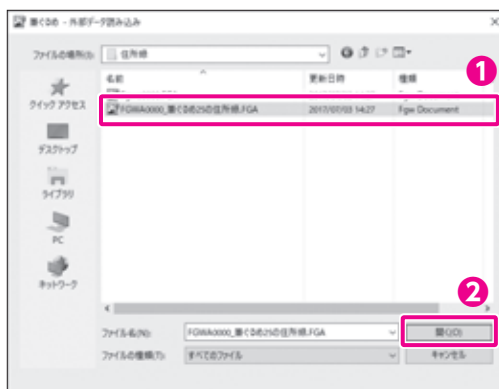 筆ぐるめ - 外部データ読み込み
ファイルの場所(I):
住所録
名前
更新日時
種類
クイック アクセス
FGWA0000_筆ぐるめ25の住所録.FGA
2017/07/03 14:27
Fgw Document
デスクトップ
ライブラリ
PC
ネットワーク
1
2
ファイル名(N):
FGWA0000_筆ぐるめ25の住所録.FGA
開く(O)
ファイルの種類(T):
すべてのファイル
キャンセル